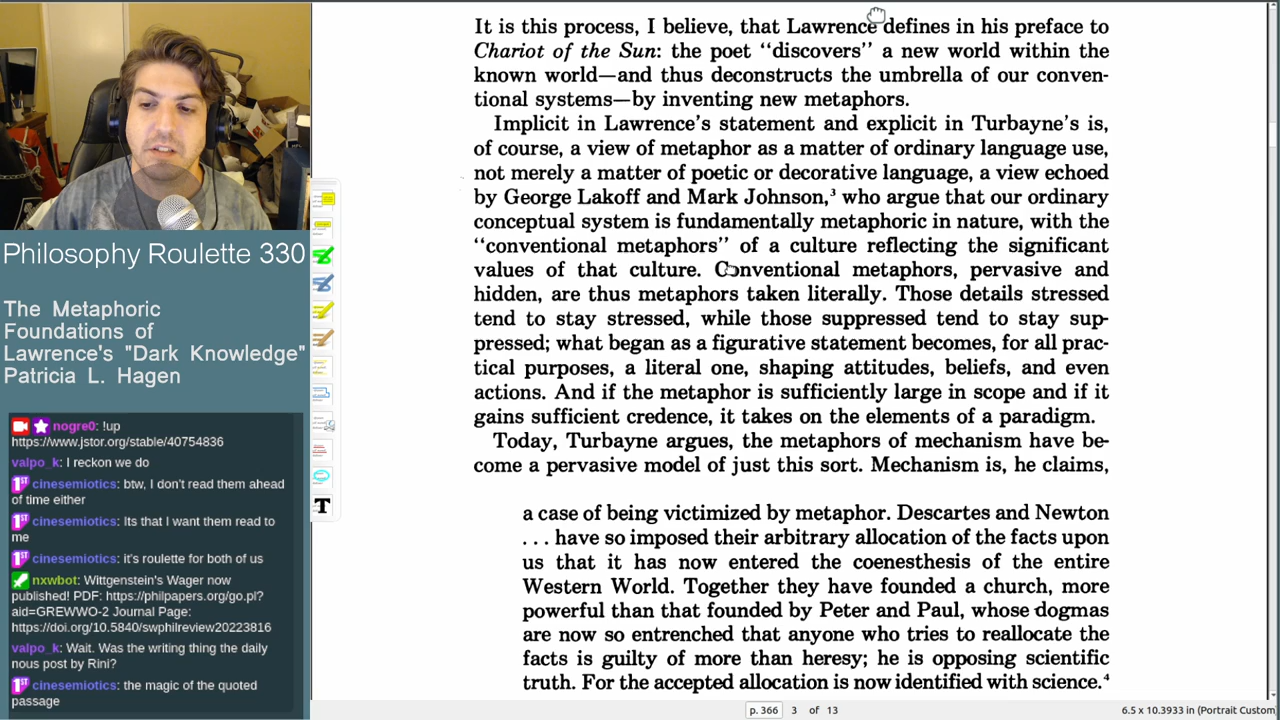 It is this process, I believe, that Lawrence defines in his preface to
Chariot of the Sun: the poet “discovers” a new world within the
known world—and thus deconstructs the umbrella of our conven-
tional systems—by inventing new metaphors.
Implicit in Lawrence’s statement and explicit in Turbayne’s is,
of course, a view of metaphor as a matter of ordinary language use,
not merely a matter of poetic or decorative language, a view echoed
by George Lakoff and Mark Johnson,³ who argue that our ordinary
conceptual system is fundamentally metaphoric in nature, with the
“conventional metaphors” of a culture reflecting the significant
values of that culture. Conventional metaphors, pervasive and
hidden, are thus metaphors taken literally. Those details stressed
tend to stay stressed, while those suppressed tend to stay sup-
pressed; what began as a figurative statement becomes, for all prac-
tical purposes, a literal one, shaping attitudes, beliefs, and even
actions. And if the metaphor is sufficiently large in scope and if it
gains sufficient credence, it takes on the elements of a paradigm.
Today, Turbayne argues, the metaphors of mechanism have be-
come a pervasive model of just this sort. Mechanism is, he claims,
a case of being victimized by metaphor. Descartes and Newton
... have so imposed their arbitrary allocation of the facts upon
us that it has now entered the coenesthesis of the entire
Western World. Together they have founded a church, more
powerful than that founded by Peter and Paul, whose dogmas
are now so entrenched that anyone who tries to reallocate the
facts is guilty of more than heresy; he is opposing scientific
truth. For the accepted allocation is now identified with science.⁴
Philosophy Roulette 330
The Metaphoric
Foundations of
Lawrence's "Dark Knowledge"
Patricia L. Hagen
nogre0: !up
https://www.jstor.org/stable/40754836
valpo_k: I reckon we do
cinesemiotics: btw, I don't read them ahead
of time either
cinesemiotics: Its that I want them read to
me
cinesemiotics: it's roulette for both of us
nxwbot: Wittgenstein's Wager now
published! PDF: https://philpapers.org/go.pl?
aid=GREWWO-2 Journal Page:
https://doi.org/10.5840/swphilreview20223816
valpo_k: Wait. Was the writing thing the daily
nous post by Rini?
cinesemiotics: the magic of the quoted
passage
T
p. 366
3 of 13
6.5 x 10.3933 in (Portrait Custom